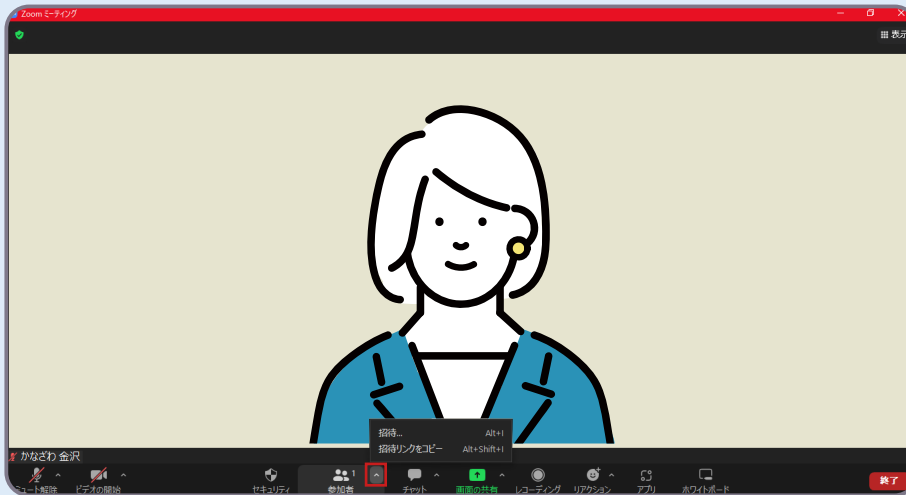 Zoom ミーティング
表示
招待... Alt+I
招待リンクをコピー Alt+Shift+I
かなざわ 金沢
1
ミュート解除 ビデオの開始 セキュリティ 参加者 チャット 画面の共有 レコーディング リアクション アプリ ホワイトボード 終了